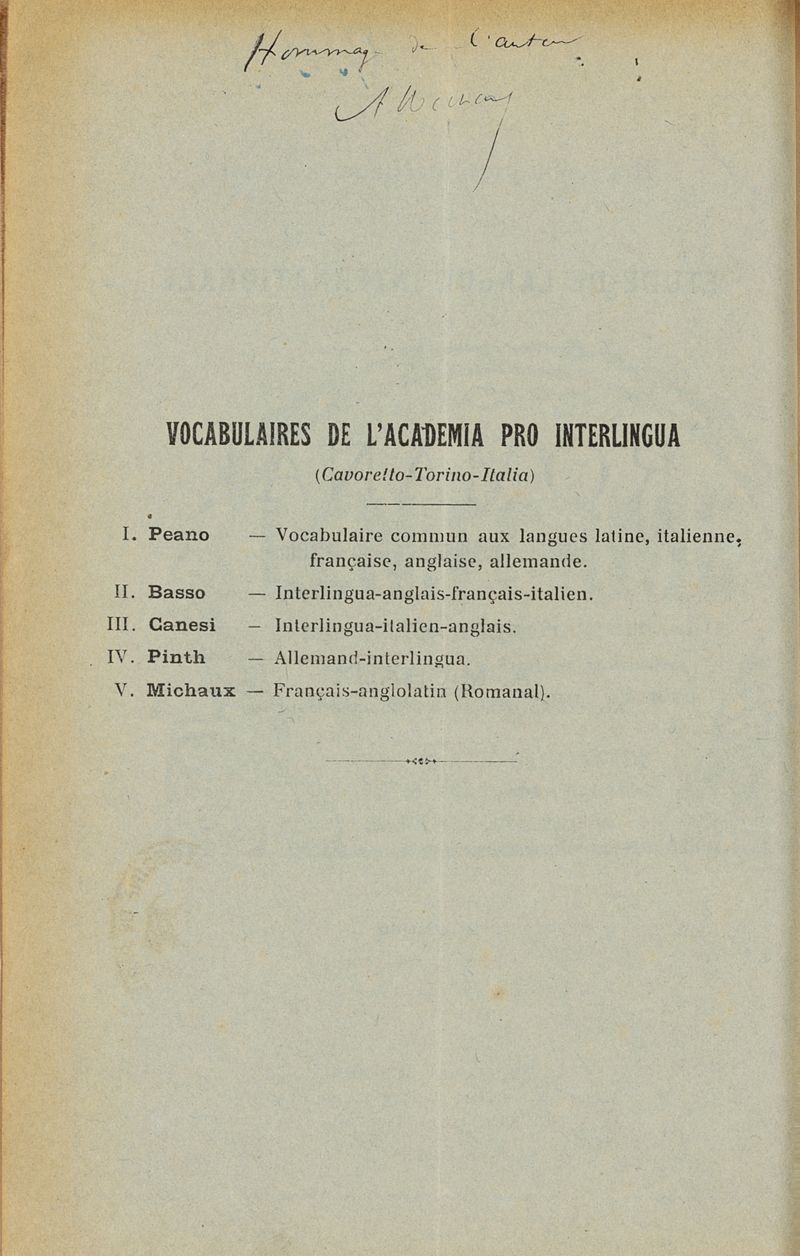 Hommage de l'auteur
VOCABULAIRES DE L'ACADEMIA PRO INTERLINGUA
(Cavoretto-Torino-Italia)
I. Peano — Vocabulaire commun aux langues latine, italienne,
française, anglaise, allemande.
II. Basso — Interlingua-anglais-français-italien.
III. Canesi — Interlingua-italien-anglais.
IV. Pinth — Allemand-interlingua.
V. Michaux — Français-anglolatin (Romanal).